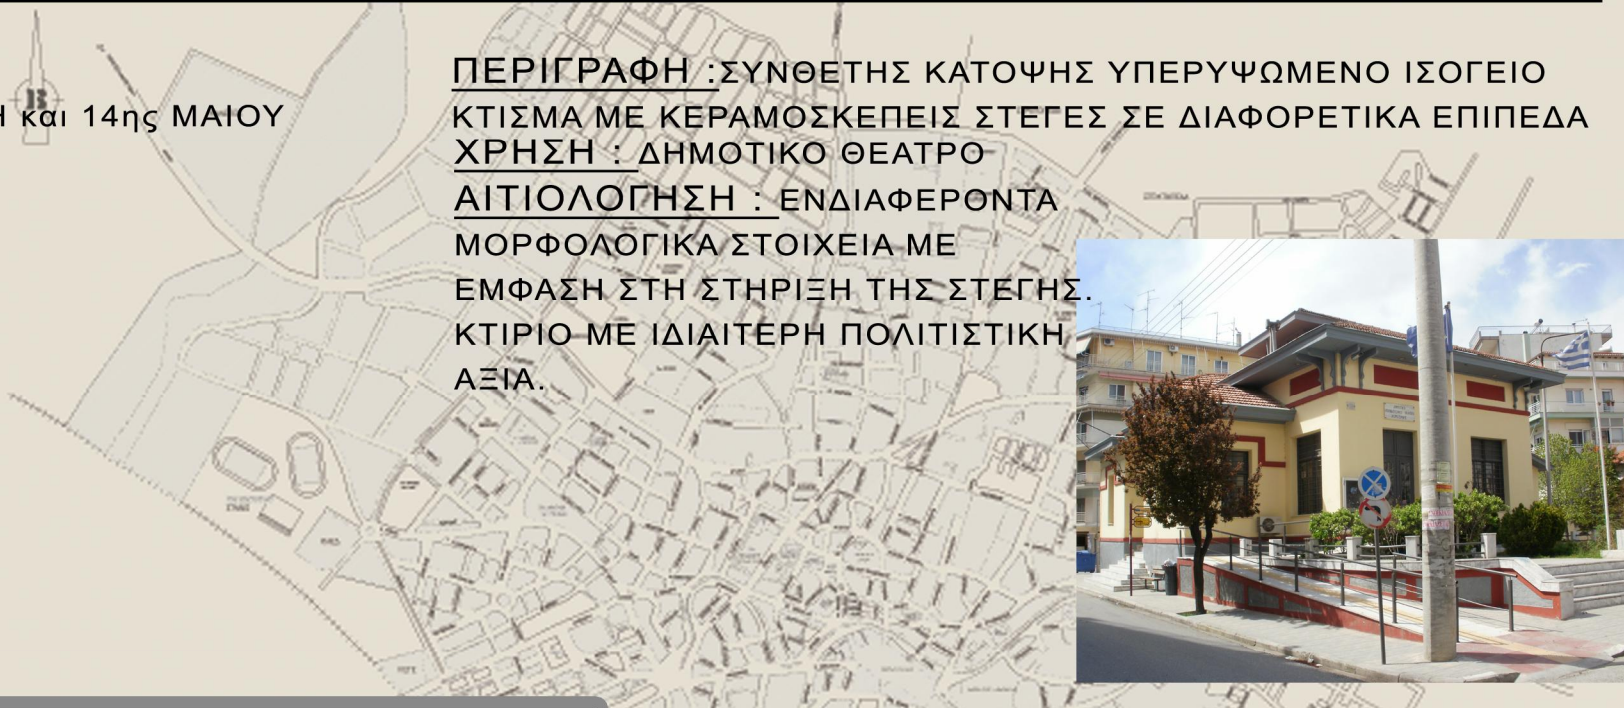 ΠΕΡΙΓΡΑΦΗ :ΣΥΝΘΕΤΗΣ ΚΑΤΟΨΗΣ ΥΠΕΡΥΨΩΜΕΝΟ ΙΣΟΓΕΙΟ
και 14ης ΜΑΙΟΥ
ΚΤΙΣΜΑ ΜΕ ΚΕΡΑΜΟΣΚΕΠΕΙΣ ΣΤΕΓΕΣ ΣΕ ΔΙΑΦΟΡΕΤΙΚΑ ΕΠΙΠΕΔΑ
ΧΡΗΣΗ : ΔΗΜΟΤΙΚΟ ΘΕΑΤΡΟ
ΑΙΤΙΟΛΟΓΗΣΗ : ΕΝΔΙΑΦΕΡΟΝΤΑ
ΜΟΡΦΟΛΟΓΙΚΑ ΣΤΟΙΧΕΙΑ ΜΕ
ΕΜΦΑΣΗ ΣΤΗ ΣΤΗΡΙΞΗ ΤΗΣ ΣΤΕΓΗΣ.
ΚΤΙΡΙΟ ΜΕ ΙΔΙΑΙΤΕΡΗ ΠΟΛΙΤΙΣΤΙΚΗ
ΑΞΙΑ.